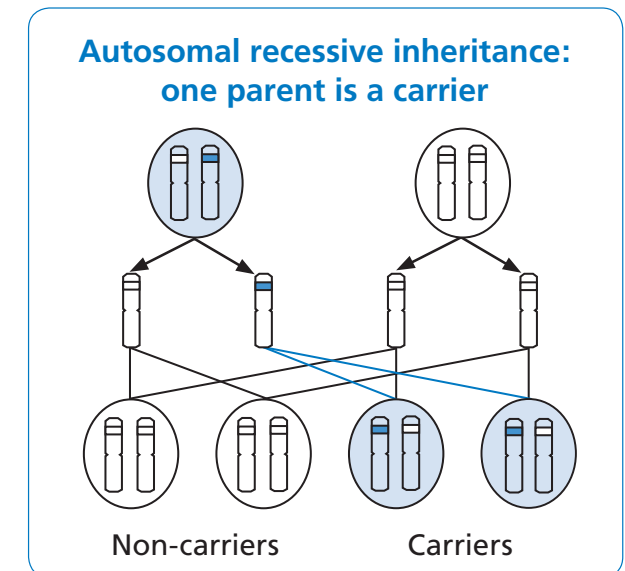 Autosomal recessive inheritance:
one parent is a carrier
Non-carriers
Carriers